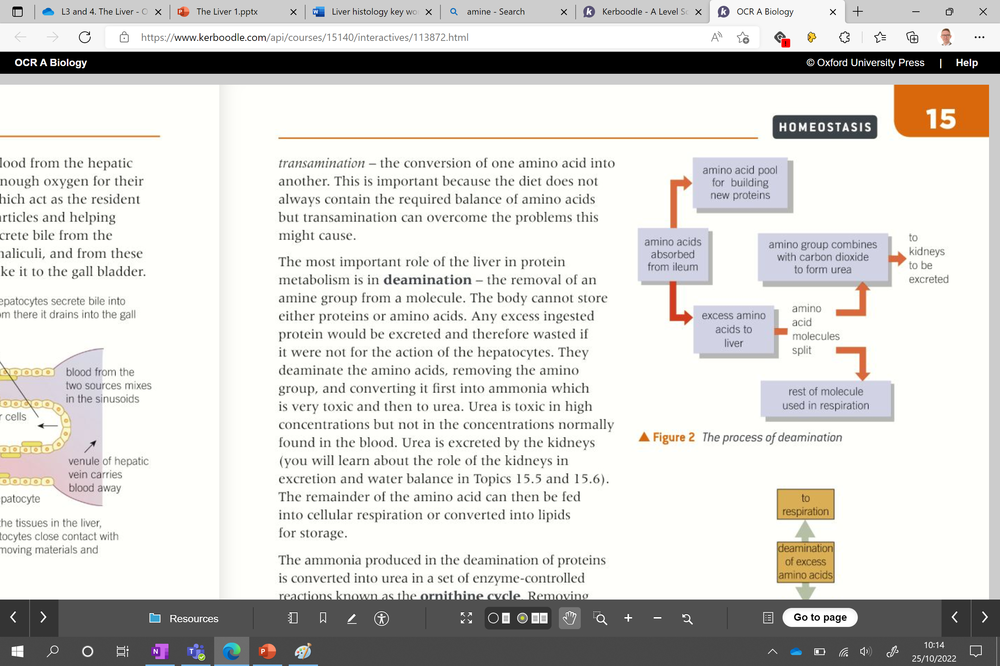 L3 and 4. The Liver - O
The Liver 1.pptx
Liver histology key wo
amine - Search
Kerboodle - A Level Sc
OCR A Biology
https://www.kerboodle.com/api/courses/15140/interactives/113872.html
OCR A Biology
© Oxford University Press | Help
HOMEOSTASIS
15
lood from the hepatic
nough oxygen for their
hich act as the resident
articles and helping
crete bile from the
naliculi, and from these
ke it to the gall bladder.
epatocytes secrete bile into
om there it drains into the gall
blood from the
two sources mixes
in the sinusoids
r cells
venule of hepatic
vein carries
blood away
epatocyte
the tissues in the liver,
tocytes close contact with
moving materials and
transamination – the conversion of one amino acid into
another. This is important because the diet does not
always contain the required balance of amino acids
but transamination can overcome the problems this
might cause.
The most important role of the liver in protein
metabolism is in deamination – the removal of an
amine group from a molecule. The body cannot store
either proteins or amino acids. Any excess ingested
protein would be excreted and therefore wasted if
it were not for the action of the hepatocytes. They
deaminate the amino acids, removing the amino
group, and converting it first into ammonia which
is very toxic and then to urea. Urea is toxic in high
concentrations but not in the concentrations normally
found in the blood. Urea is excreted by the kidneys
(you will learn about the role of the kidneys in
excretion and water balance in Topics 15.5 and 15.6).
The remainder of the amino acid can then be fed
into cellular respiration or converted into lipids
for storage.
The ammonia produced in the deamination of proteins
is converted into urea in a set of enzyme-controlled
reactions known as the ornithine cycle. Removing
amino acid pool
for building
new proteins
amino acids
absorbed
from ileum
amino group combines
with carbon dioxide
to form urea
to
kidneys
to be
excreted
excess amino
acids to
liver
amino
acid
molecules
split
rest of molecule
used in respiration
▲ Figure 2 The process of deamination
to
respiration
deamination
of excess
amino acids
Resources
Go to page
10:14
25/10/2022